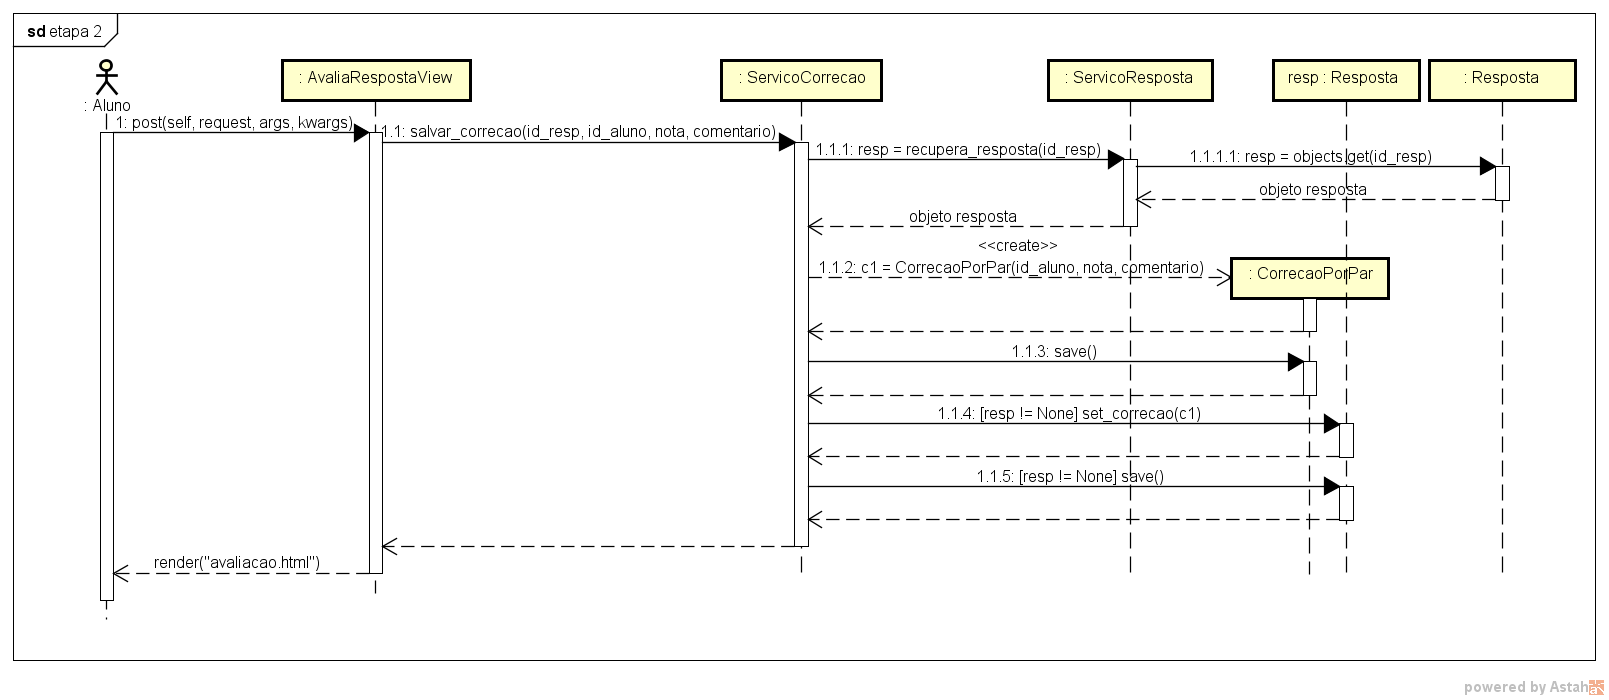 sd etapa 2
: Aluno
: AvaliaRespostaView
: ServicoCorrecao
: ServicoResposta
resp : Resposta
: Resposta
1: post(self, request, args, kwargs)
1.1: salvar_correcao(id_resp, id_aluno, nota, comentario)
1.1.1: resp = recupera_resposta(id_resp)
1.1.1.1: resp = objects.get(id_resp)
objeto resposta
objeto resposta
<<create>>
1.1.2: c1 = CorrecaoPorPar(id_aluno, nota, comentario)
: CorrecaoPorPar
1.1.3: save()
1.1.4: [resp != None] set_correcao(c1)
1.1.5: [resp != None] save()
render("avaliacao.html")
powered by Astah